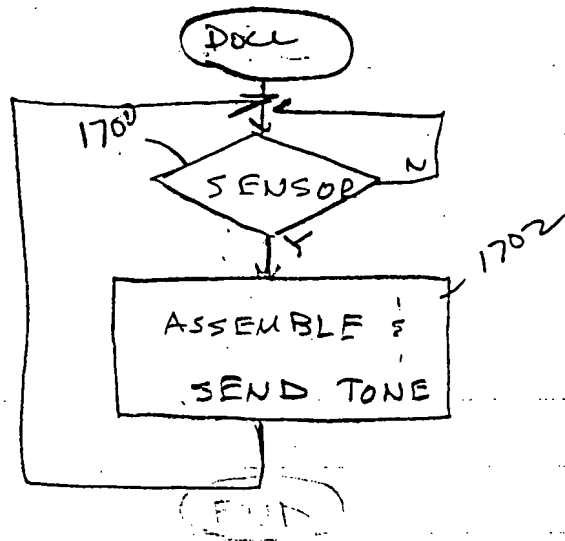 DOLL
1700
SENSOR
N
Y
1702
ASSEMBLE &
SEND TONE